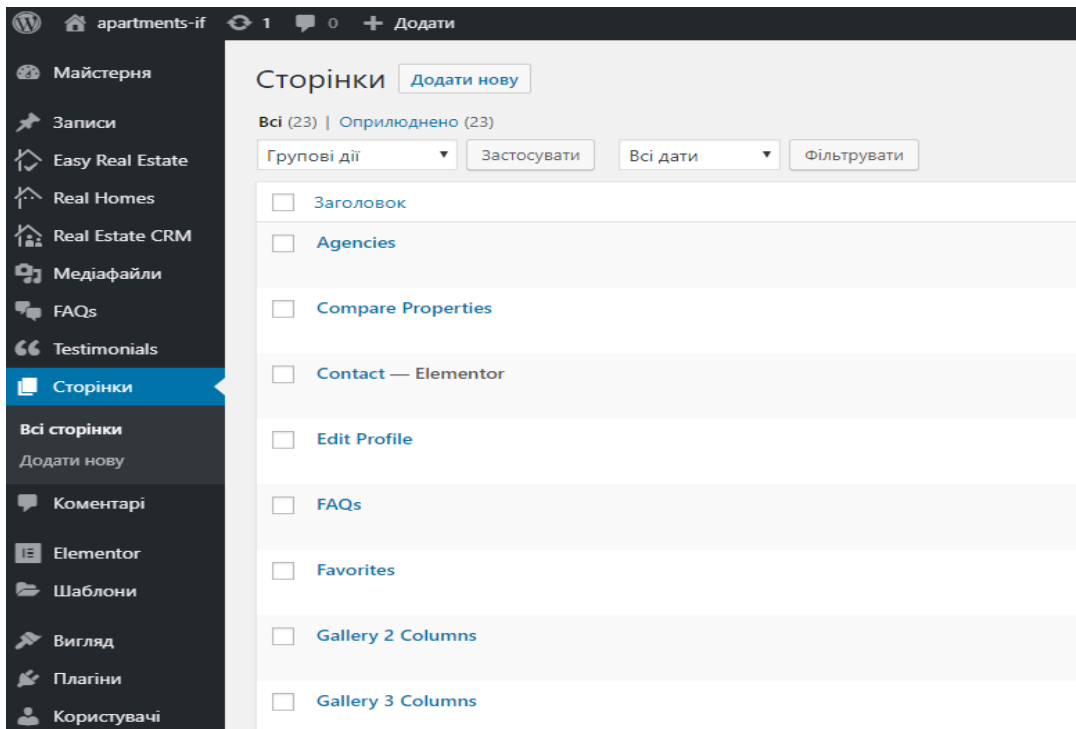 apartments-if 1 0 + Додати
Майстерня
Записи
Easy Real Estate
Real Homes
Real Estate CRM
Медіафайли
FAQs
Testimonials
Сторінки
Всі сторінки
Додати нову
Коментарі
Elementor
Шаблони
Вигляд
Плагіни
Користувачі
Сторінки Додати нову
Всі (23) | Оприлюднено (23)
Групові дії Застосувати Всі дати Фільтрувати
Заголовок
Agencies
Compare Properties
Contact — Elementor
Edit Profile
FAQs
Favorites
Gallery 2 Columns
Gallery 3 Columns